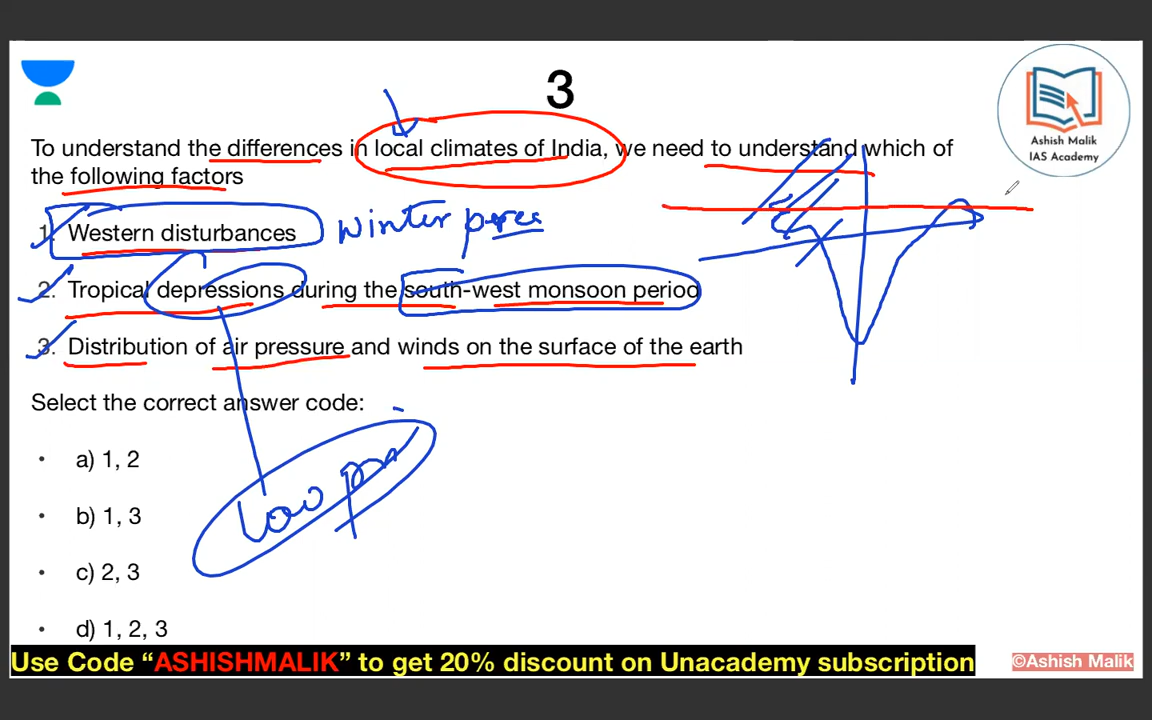 3
Ashish Malik
IAS Academy
To understand the differences in local climates of India, we need to understand which of
the following factors
1. Western disturbances
winter
2. Tropical depressions during the south-west monsoon period
3. Distribution of air pressure and winds on the surface of the earth
Select the correct answer code:
• a) 1, 2
• b) 1, 3
low
• c) 2, 3
• d) 1, 2, 3
Use Code “ASHISHMALIK” to get 20% discount on Unacademy subscription
©Ashish Malik